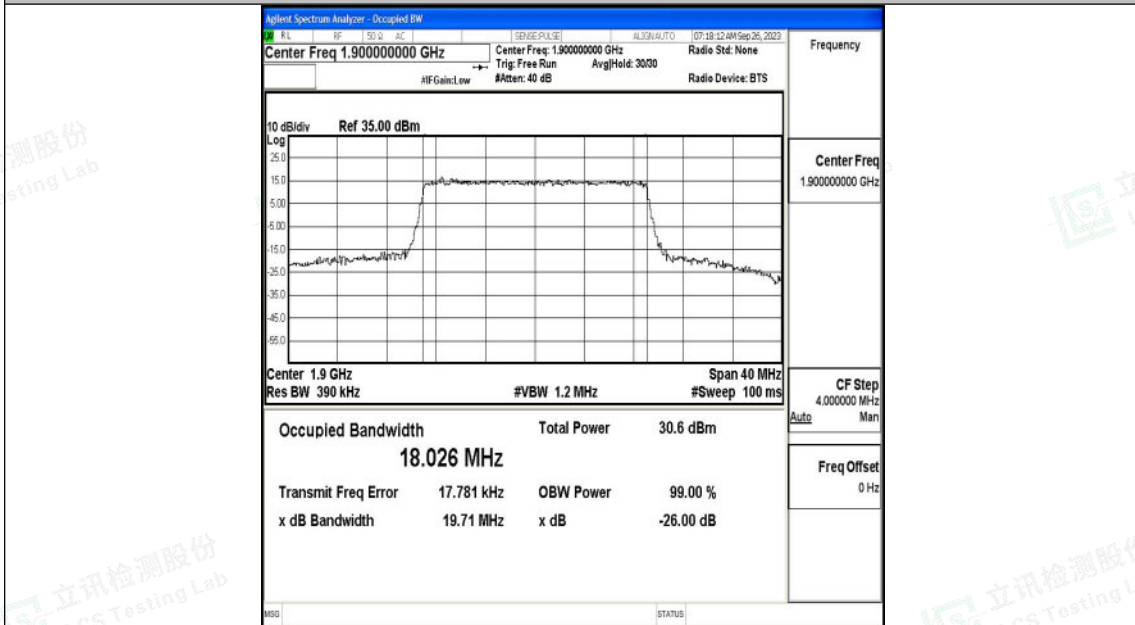 Agilent Spectrum Analyzer - Occupied BW
RL RF 50 Ω AC SENSE:PULSE ALIGNAUTO 07:18:12 AM Sep 26, 2023
Center Freq 1.900000000 GHz
Center Freq: 1.900000000 GHz
Radio Std: None
Trig: Free Run Avg|Hold: 30/30
#IFGain:Low
#Atten: 40 dB
Radio Device: BTS
10 dB/div Ref 35.00 dBm
Log
25.0
15.0
5.00
-5.00
-15.0
-25.0
-35.0
-45.0
-55.0
Center 1.9 GHz Span 40 MHz
Res BW 390 kHz #VBW 1.2 MHz #Sweep 100 ms
Occupied Bandwidth Total Power 30.6 dBm
18.026 MHz
Transmit Freq Error 17.781 kHz OBW Power 99.00 %
x dB Bandwidth 19.71 MHz x dB -26.00 dB
MSG STATUS
Frequency
Center Freq
1.900000000 GHz
CF Step
4.000000 MHz
Auto Man
Freq Offset
0 Hz
测股份
sting Lab
立讯检测股份
CS Testing Lab
立讯检测股份
CS Testing L